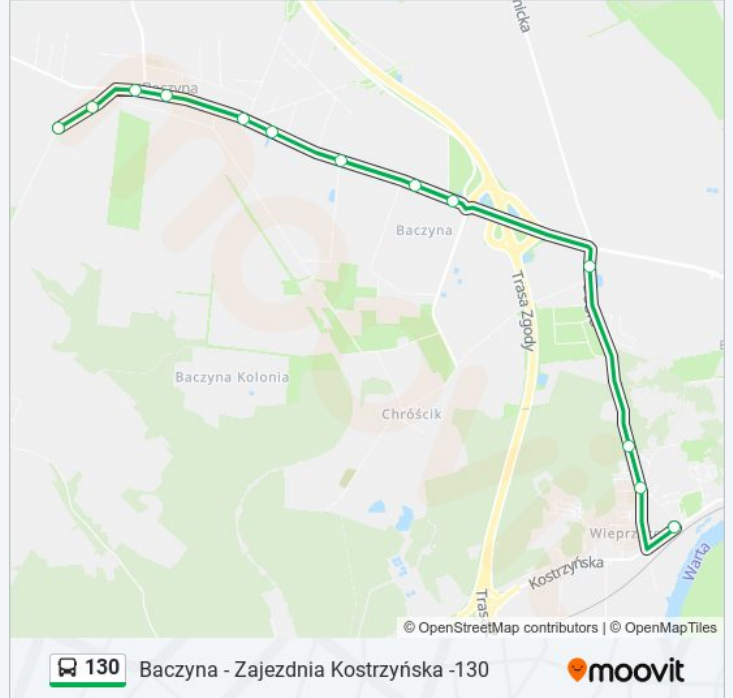 nicka
Baczyna
Baczyna
Trasa Zgody
Baczyna Kolonia
Chróścik
Wieprz
Kostrzyńska
Warta
Tras
© OpenStreetMap contributors | © OpenMapTiles
130 Baczyna - Zajezdnia Kostrzyńska -130 moovit